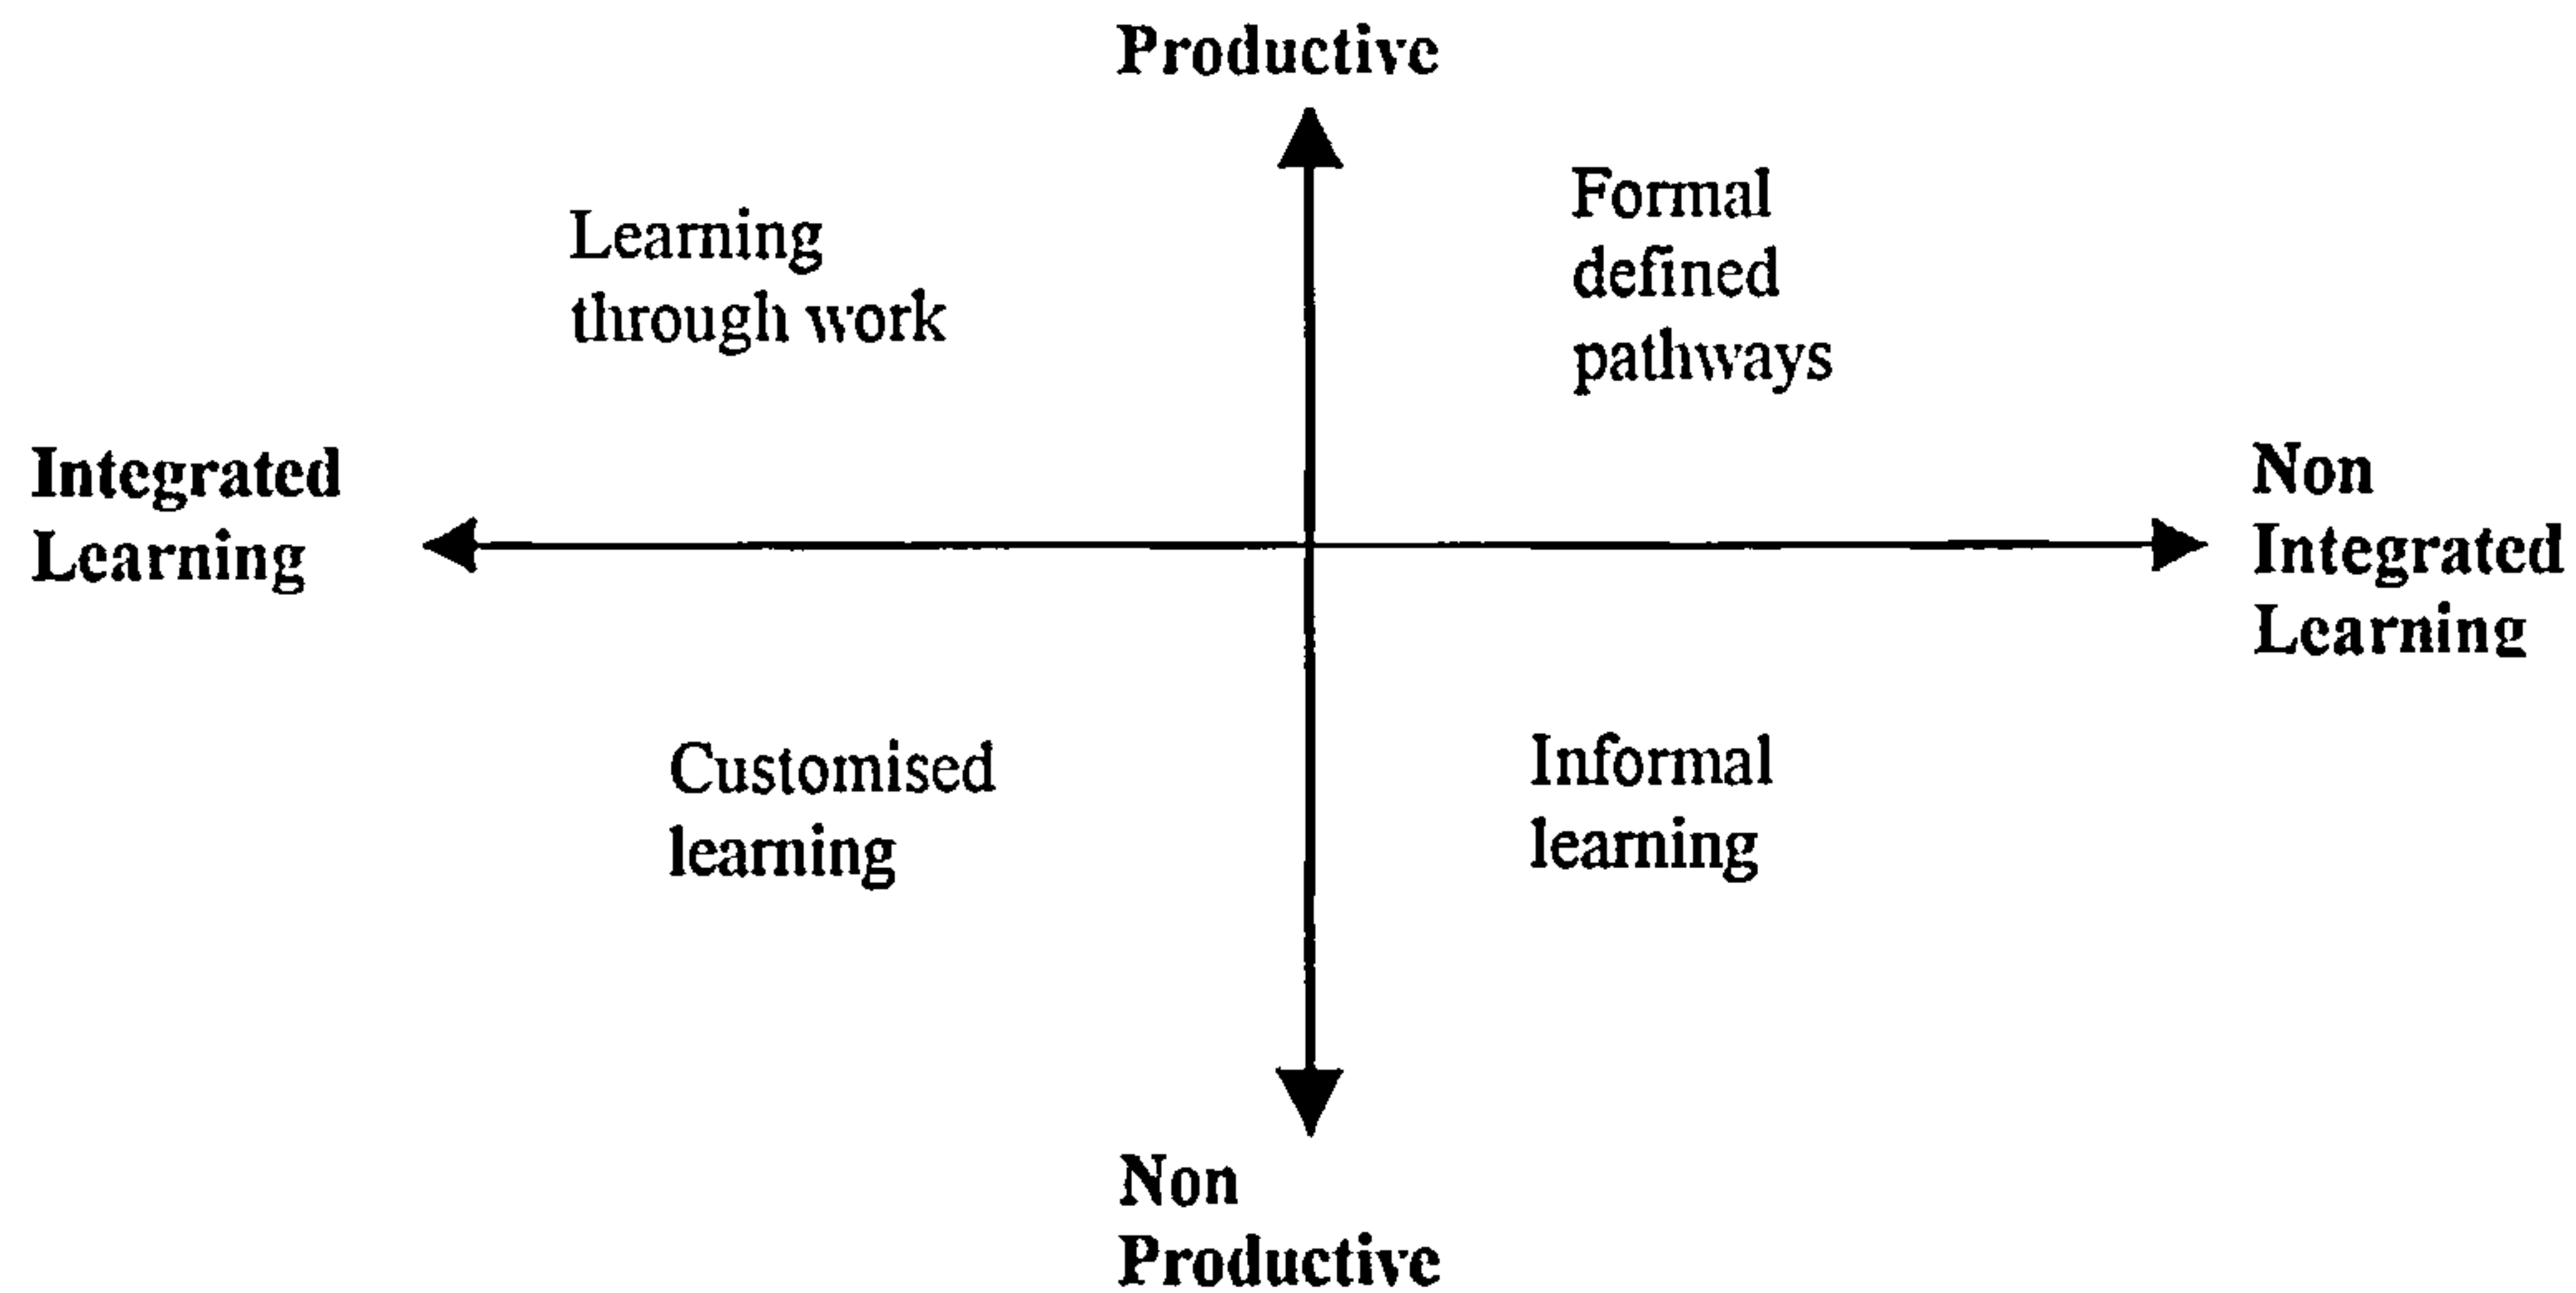 Productive
Formal
defined
pathways
Learning
through work
Integrated
Learning
Non
Integrated
Learning
Customised
learning
Informal
learning
Non
Productive